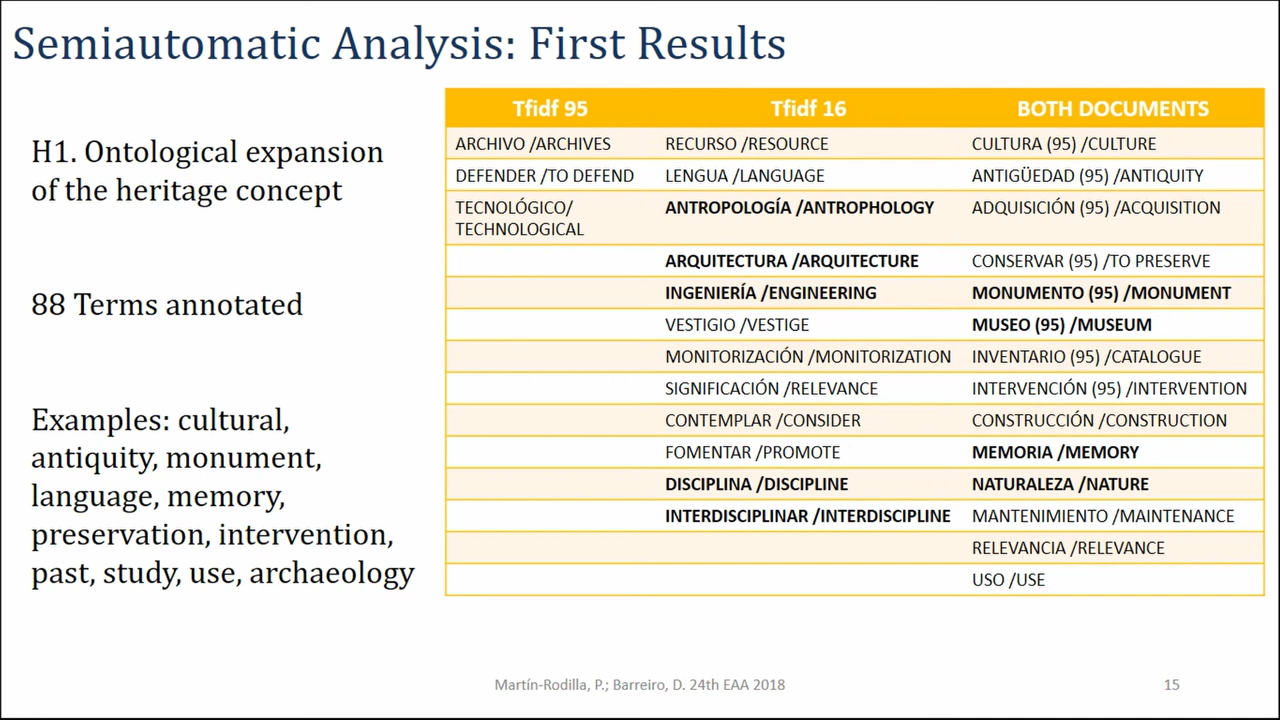 Semiautomatic Analysis: First Results
H1. Ontological expansion
of the heritage concept
88 Terms annotated
Examples: cultural,
antiquity, monument,
language, memory,
preservation, intervention,
past, study, use, archaeology
Tfidf 95 Tfidf 16 BOTH DOCUMENTS
ARCHIVO /ARCHIVES RECURSO /RESOURCE CULTURA (95) /CULTURE
DEFENDER /TO DEFEND LENGUA /LANGUAGE ANTIGÜEDAD (95) /ANTIQUITY
TECNOLÓGICO/ ANTROPOLOGÍA /ANTROPHOLOGY ADQUISICIÓN (95) /ACQUISITION
TECHNOLOGICAL
ARQUITECTURA /ARQUITECTURE CONSERVAR (95) /TO PRESERVE
INGENIERÍA /ENGINEERING MONUMENTO (95) /MONUMENT
VESTIGIO /VESTIGE MUSEO (95) /MUSEUM
MONITORIZACIÓN /MONITORIZATION INVENTARIO (95) /CATALOGUE
SIGNIFICACIÓN /RELEVANCE INTERVENCIÓN (95) /INTERVENTION
CONTEMPLAR /CONSIDER CONSTRUCCIÓN /CONSTRUCTION
FOMENTAR /PROMOTE MEMORIA /MEMORY
DISCIPLINA /DISCIPLINE NATURALEZA /NATURE
INTERDISCIPLINAR /INTERDISCIPLINE MANTENIMIENTO /MAINTENANCE
RELEVANCIA /RELEVANCE
USO /USE
Martín-Rodilla, P.; Barreiro, D. 24th EAA 2018 15